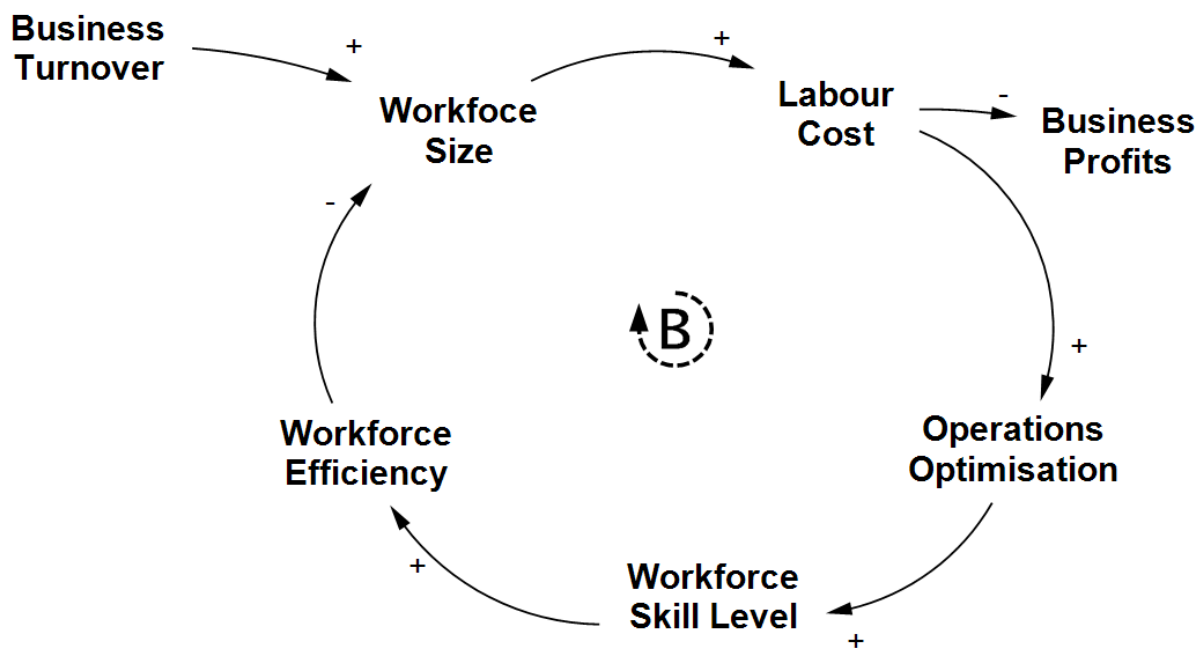 Business
Turnover
+
Workfoce
Size
+
Labour
Cost
-
Business
Profits
+
Operations
Optimisation
+
Workforce
Skill Level
+
Workforce
Efficiency
-
B